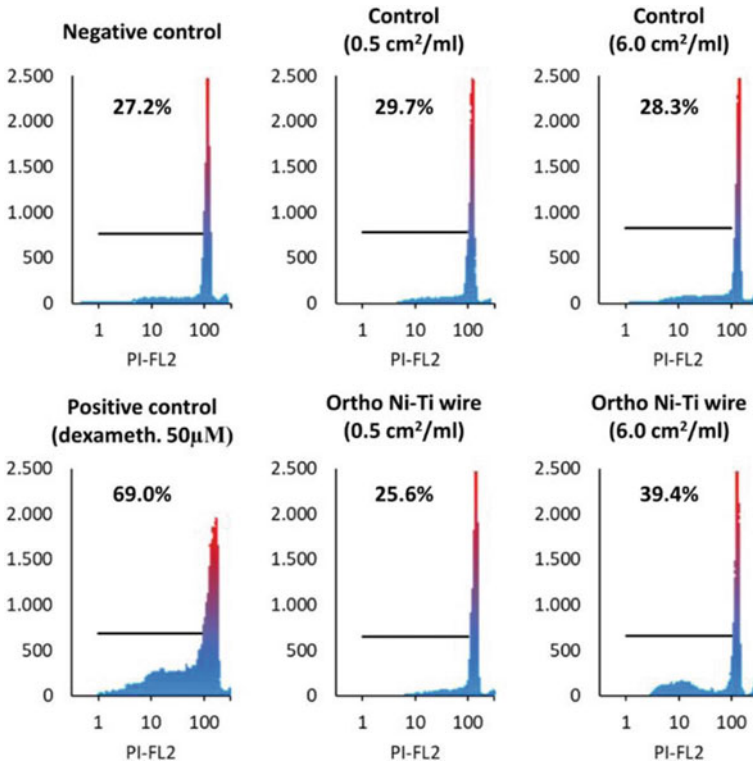 Negative control
Control
(0.5 cm²/ml)
Control
(6.0 cm²/ml)
2.500
2.000
1.500
1.000
500
0
27.2%
1 10 100
PI-FL2
2.500
2.000
1.500
1.000
500
0
29.7%
1 10 100
PI-FL2
2.500
2.000
1.500
1.000
500
0
28.3%
1 10 100
PI-FL2
Positive control
(dexameth. 50μM)
Ortho Ni-Ti wire
(0.5 cm²/ml)
Ortho Ni-Ti wire
(6.0 cm²/ml)
2.500
2.000
1.500
1.000
500
0
69.0%
1 10 100
PI-FL2
2.500
2.000
1.500
1.000
500
0
25.6%
1 10 100
PI-FL2
2.500
2.000
1.500
1.000
500
0
39.4%
1 10 100
PI-FL2